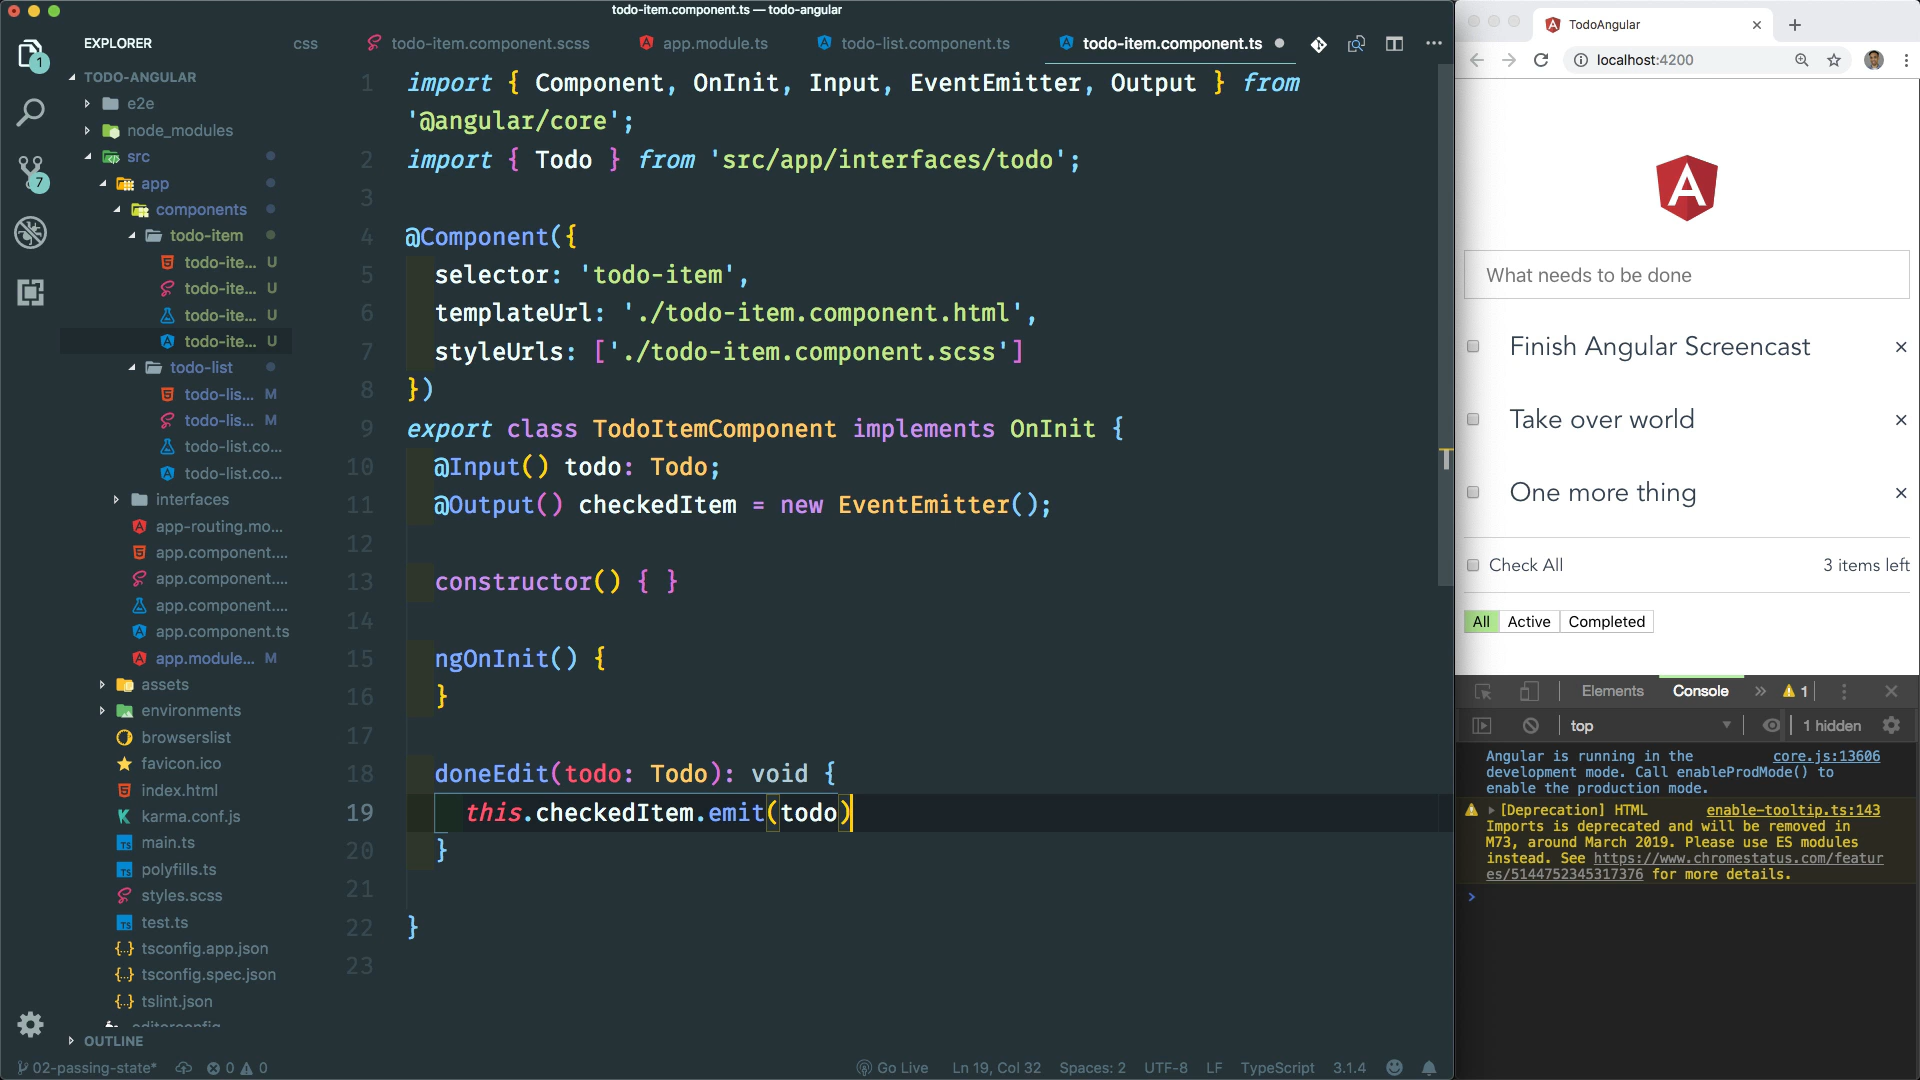 todo-item.component.ts — todo-angular
EXPLORER
css
todo-item.component.scss
app.module.ts
todo-list.component.ts
todo-item.component.ts
1
7
TODO-ANGULAR
e2e
node_modules
src
app
components
todo-item
todo-ite... U
todo-ite... U
todo-ite... U
todo-ite... U
todo-list
todo-lis... M
todo-lis... M
todo-list.co...
todo-list.co...
interfaces
app-routing.mo...
app.component....
app.component....
app.component....
app.component.ts
app.module... M
assets
environments
browserslist
favicon.ico
index.html
karma.conf.js
main.ts
polyfills.ts
styles.scss
test.ts
tsconfig.app.json
tsconfig.spec.json
tslint.json
OUTLINE
1 import { Component, OnInit, Input, EventEmitter, Output } from
'@angular/core';
2 import { Todo } from 'src/app/interfaces/todo';
3
4 @Component({
5 selector: 'todo-item',
6 templateUrl: './todo-item.component.html',
7 styleUrls: ['./todo-item.component.scss']
8 })
9 export class TodoItemComponent implements OnInit {
10 @Input() todo: Todo;
11 @Output() checkedItem = new EventEmitter();
12
13 constructor() { }
14
15 ngOnInit() {
16 }
17
18 doneEdit(todo: Todo): void {
19 this.checkedItem.emit(todo)
20 }
21
22 }
23
02-passing-state* 0 0
Go Live Ln 19, Col 32 Spaces: 2 UTF-8 LF TypeScript 3.1.4
TodoAngular
localhost:4200
What needs to be done
Finish Angular Screencast ×
Take over world ×
One more thing ×
Check All 3 items left
All Active Completed
Elements Console » 1
top 1 hidden
Angular is running in the core.js:13606
development mode. Call enableProdMode() to
enable the production mode.
[Deprecation] HTML enable-tooltip.ts:143
Imports is deprecated and will be removed in
M73, around March 2019. Please use ES modules
instead. See https://www.chromestatus.com/featur
es/5144752345317376 for more details.
>